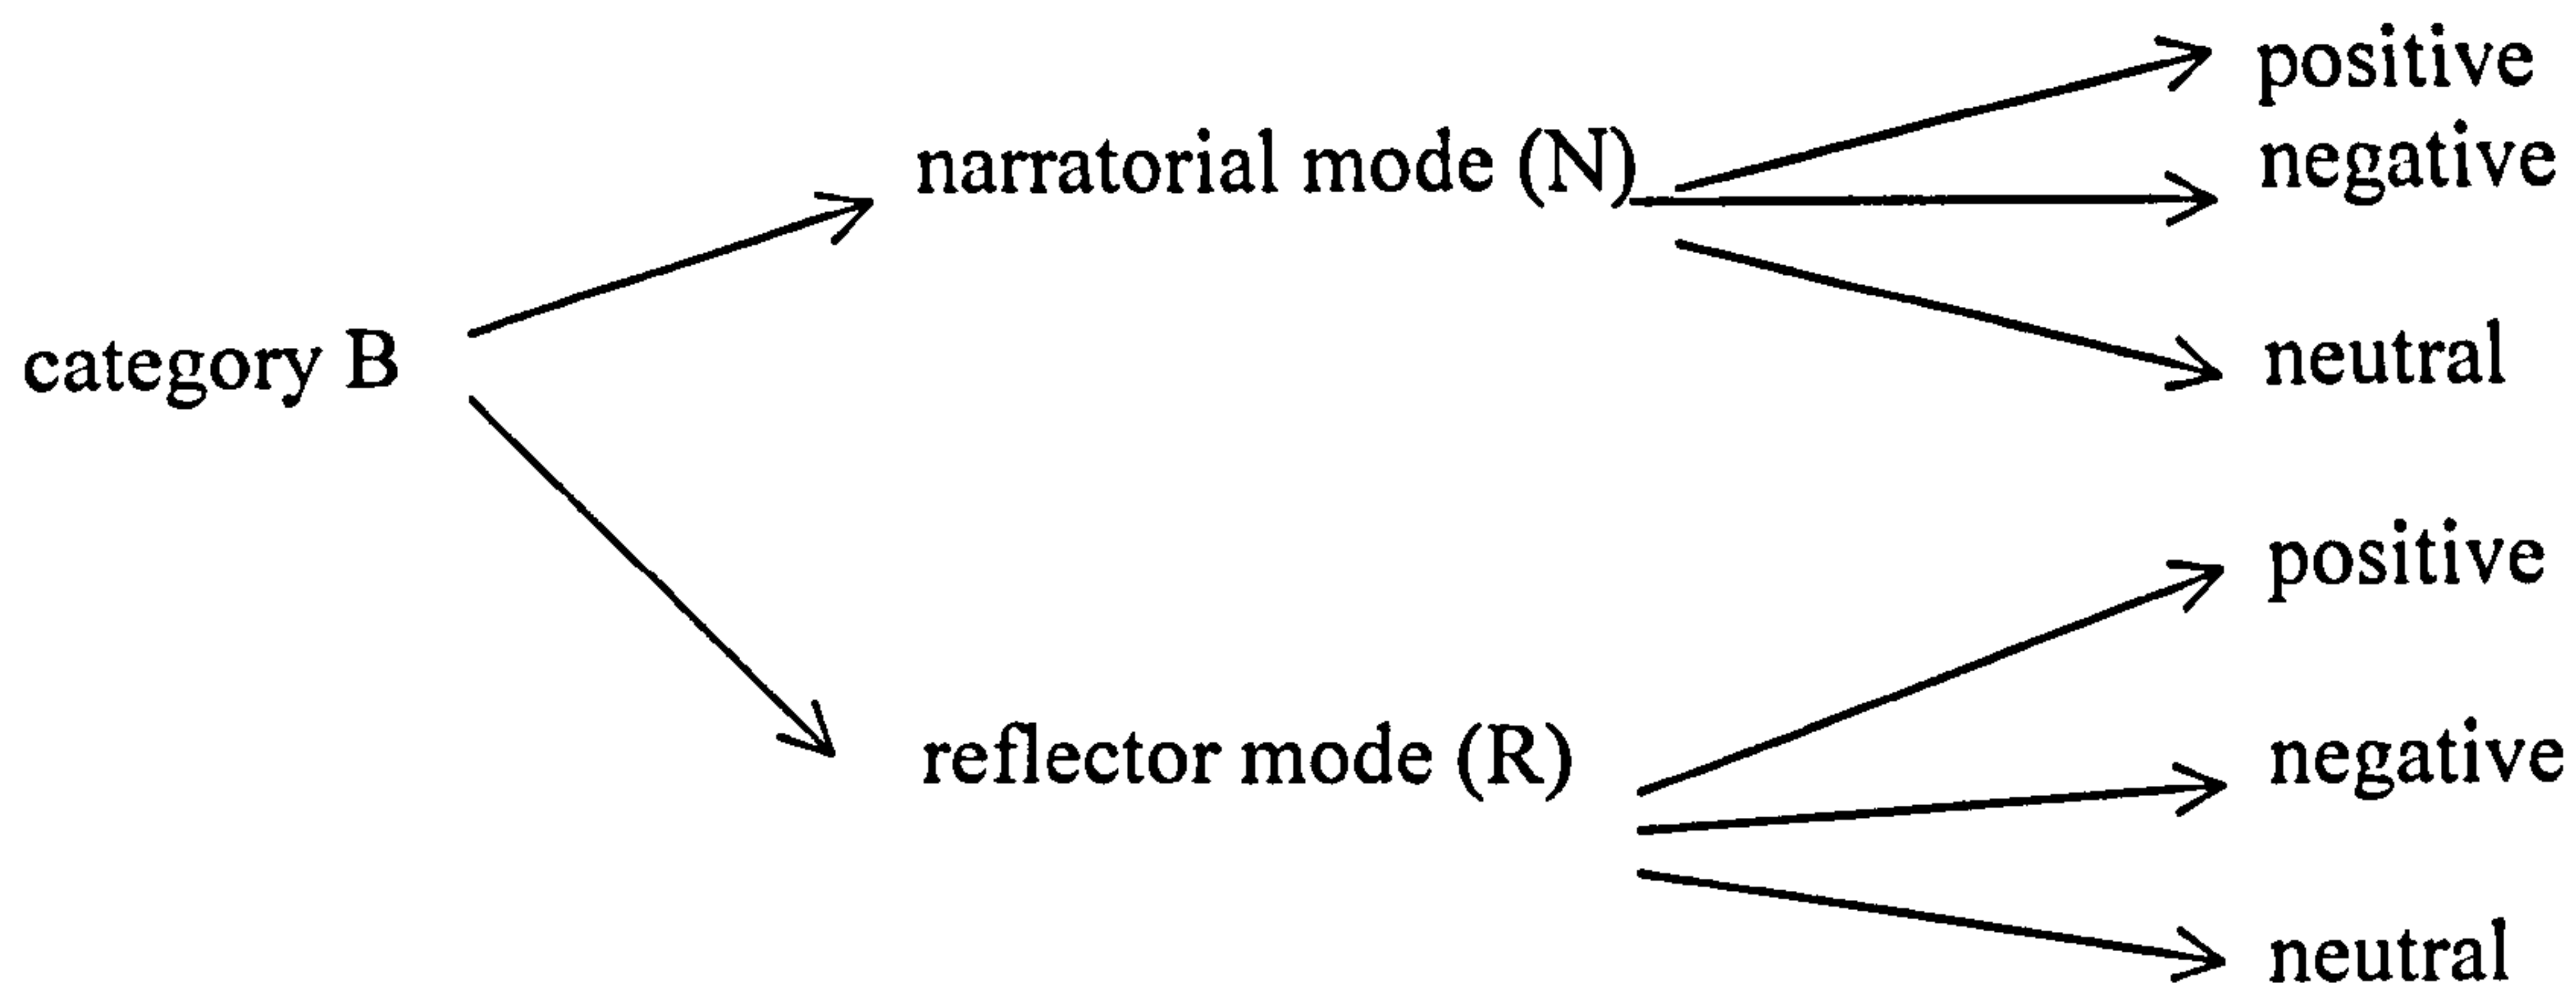 positive
narratorial mode (N)
negative
category B
neutral
positive
reflector mode (R)
negative
neutral